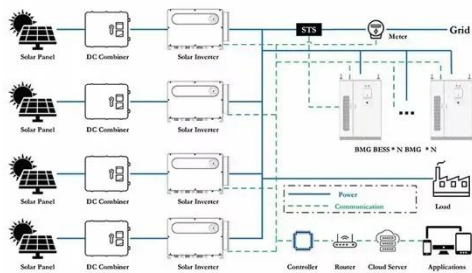 STS
Meter
Grid
Solar Panel
DC Combiner
Solar Inverter
Solar Panel
DC Combiner
Solar Inverter
BMG BESS * N BMG * N
Solar Panel
DC Combiner
Solar Inverter
Power
Communication
Load
Solar Panel
DC Combiner
Solar Inverter
Controller
Router
Cloud Server
Applications